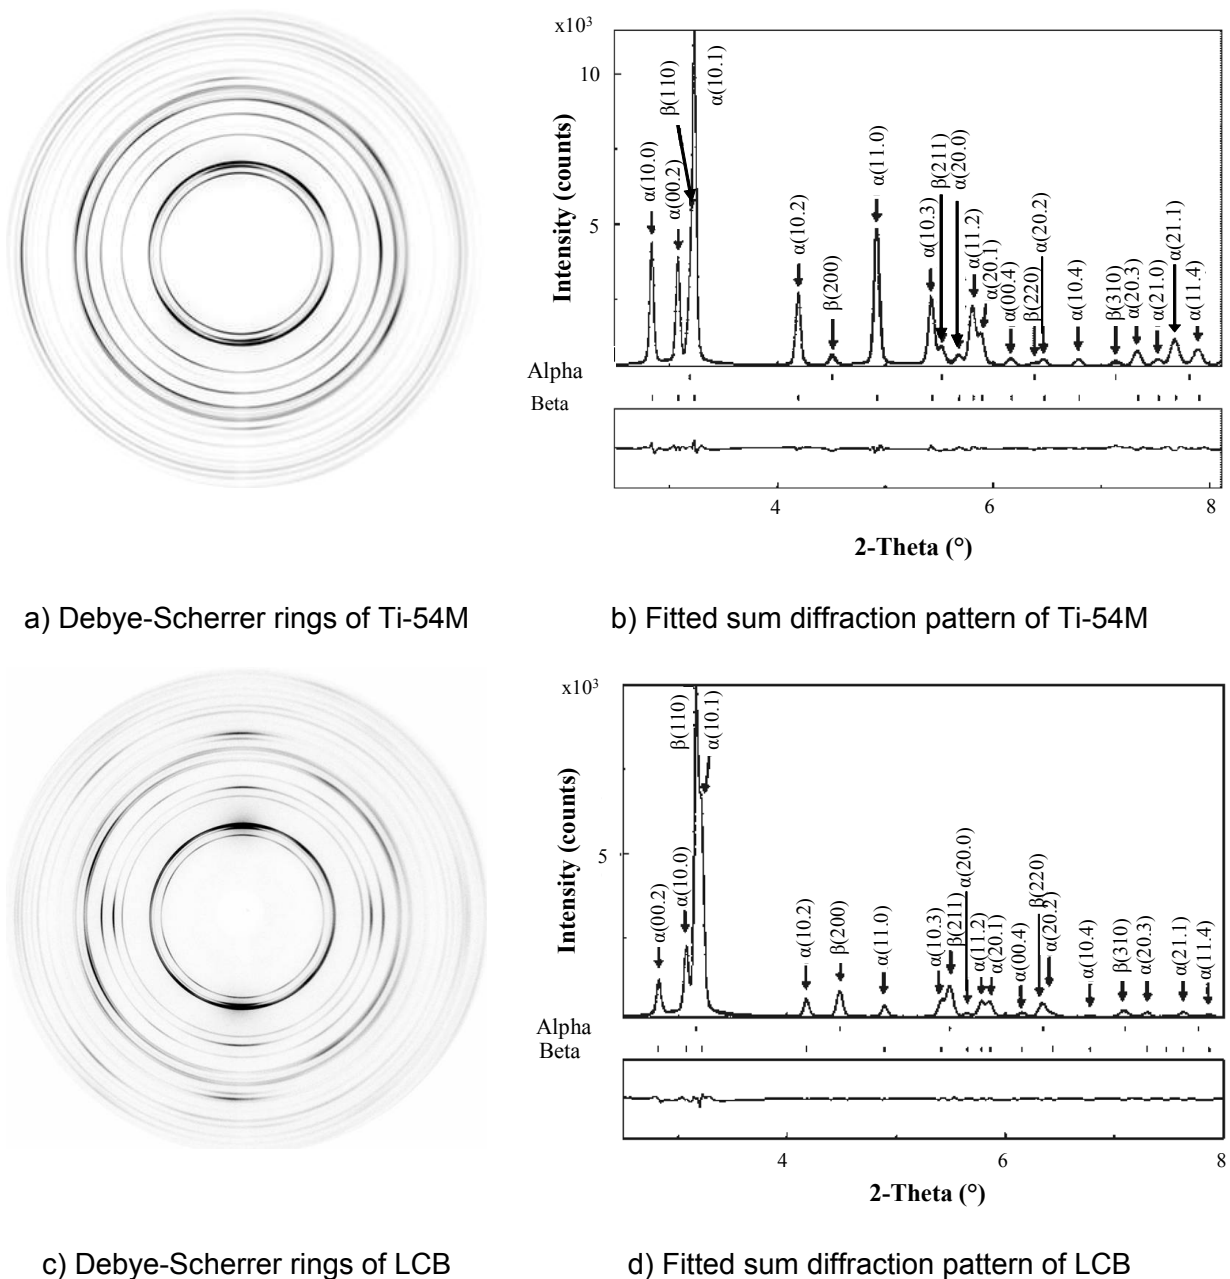 x10³
10
5
Intensity (counts)
α(10.0)
α(00.2)
β(110)
α(10.1)
α(10.2)
β(200)
α(11.0)
α(10.3)
β(211)
α(20.0)
α(11.2)
α(20.1)
α(00.4)
β(220)
α(20.2)
α(10.4)
β(310)
α(20.3)
α(21.0)
α(21.1)
α(11.4)
Alpha
Beta
4 6 8
2-Theta (°)
a) Debye-Scherrer rings of Ti-54M
b) Fitted sum diffraction pattern of Ti-54M
x10³
5
Intensity (counts)
α(00.2)
α(10.0)
β(110)
α(10.1)
α(10.2)
β(200)
α(11.0)
α(10.3)
β(211)
α(20.0)
α(11.2)
α(20.1)
α(00.4)
β(220)
α(20.2)
α(10.4)
β(310)
α(20.3)
α(21.1)
α(11.4)
Alpha
Beta
4 6 8
2-Theta (°)
c) Debye-Scherrer rings of LCB
d) Fitted sum diffraction pattern of LCB